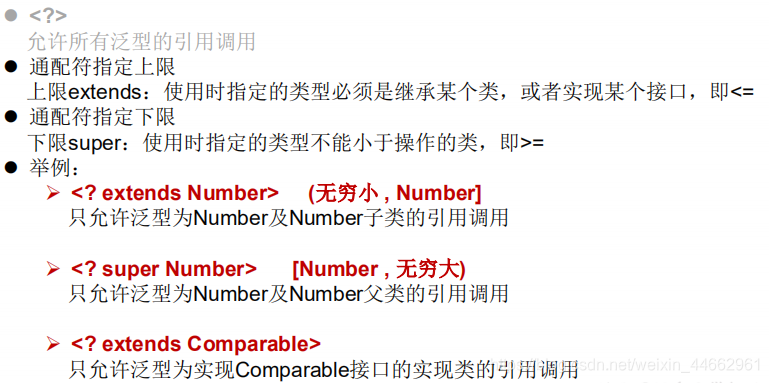 ● <?>
允许所有泛型的引用调用
● 通配符指定上限
上限extends：使用时指定的类型必须是继承某个类，或者实现某个接口，即<=
● 通配符指定下限
下限super：使用时指定的类型不能小于操作的类，即>=
● 举例：
➢ <? extends Number> (无穷小 , Number]
只允许泛型为Number及Number子类的引用调用
➢ <? super Number> [Number , 无穷大)
只允许泛型为Number及Number父类的引用调用
➢ <? extends Comparable>
只允许泛型为实现Comparable接口的实现类的引用调用
sdn.net/weixin_44662961